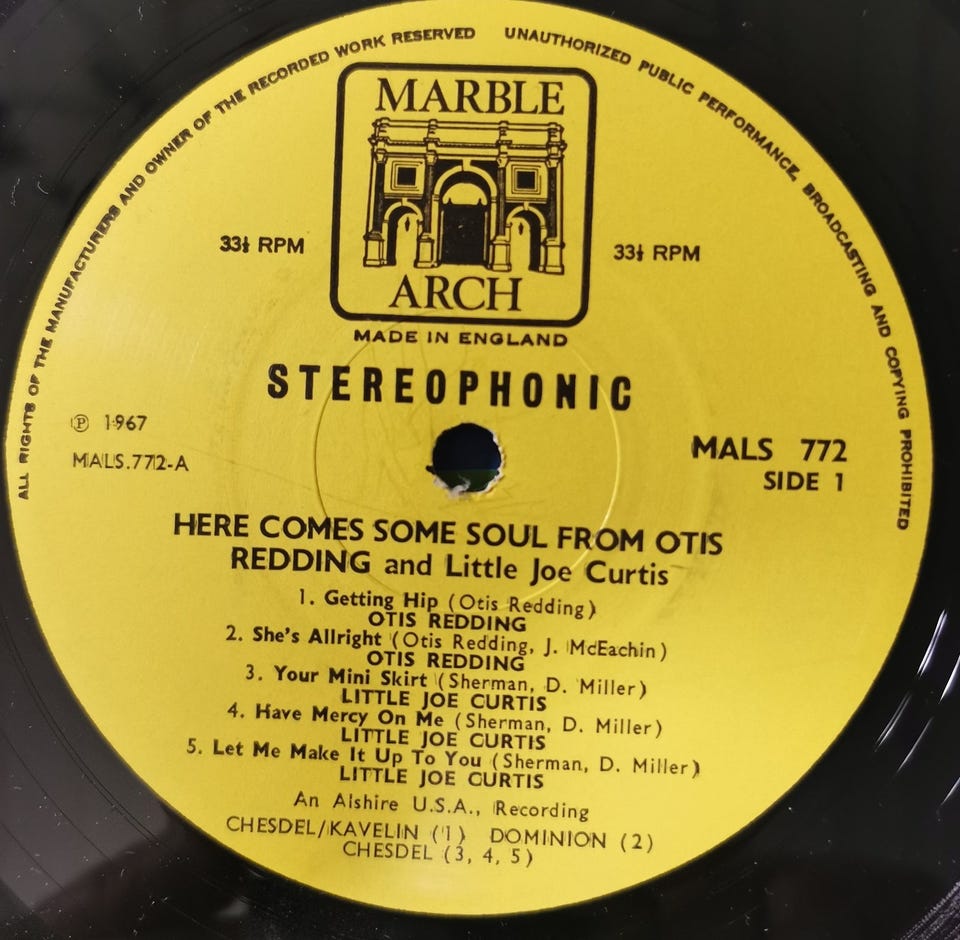 ALL RIGHTS OF THE MANUFACTURERS AND OWNER OF THE RECORDED WORK RESERVED UNAUTHORIZED PUBLIC PERFORMANCE, BROADCASTING AND COPYING PROHIBITED
MARBLE
ARCH
33⅓ RPM 33⅓ RPM
MADE IN ENGLAND
STEREOPHONIC
℗ 1967
MALS.772-A
MALS 772
SIDE 1
HERE COMES SOME SOUL FROM OTIS
REDDING and Little Joe Curtis
1. Getting Hip (Otis Redding)
OTIS REDDING
2. She's Allright (Otis Redding, J. McEachin)
OTIS REDDING
3. Your Mini Skirt (Sherman, D. Miller)
LITTLE JOE CURTIS
4. Have Mercy On Me (Sherman, D. Miller)
LITTLE JOE CURTIS
5. Let Me Make It Up To You (Sherman, D. Miller)
LITTLE JOE CURTIS
An Alshire U.S.A., Recording
CHESDEL/KAVELIN (1) DOMINION (2)
CHESDEL (3, 4, 5)